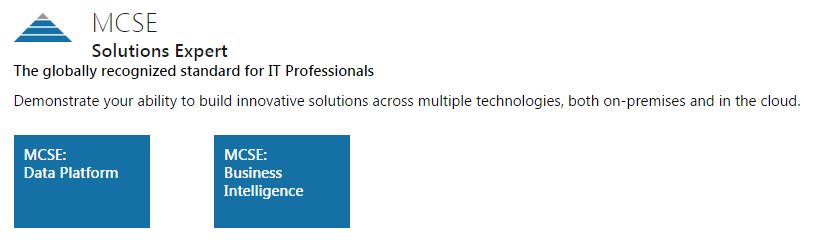 MCSE
Solutions Expert
The globally recognized standard for IT Professionals
Demonstrate your ability to build innovative solutions across multiple technologies, both on-premises and in the cloud.
MCSE:
Data Platform
MCSE:
Business
Intelligence